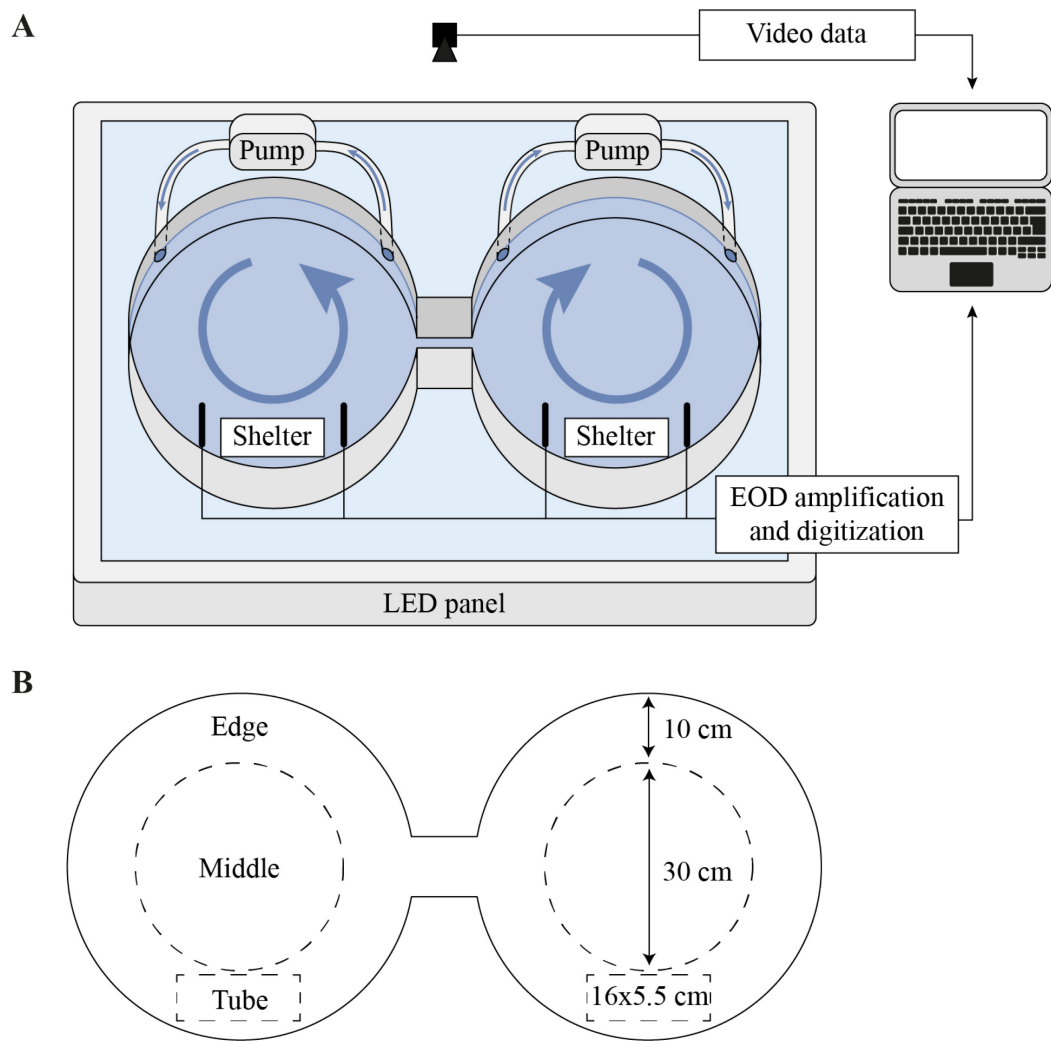 A
Video data
Pump
Pump
Shelter
Shelter
EOD amplification
and digitization
LED panel
B
Edge
10 cm
Middle
30 cm
Tube
16x5.5 cm